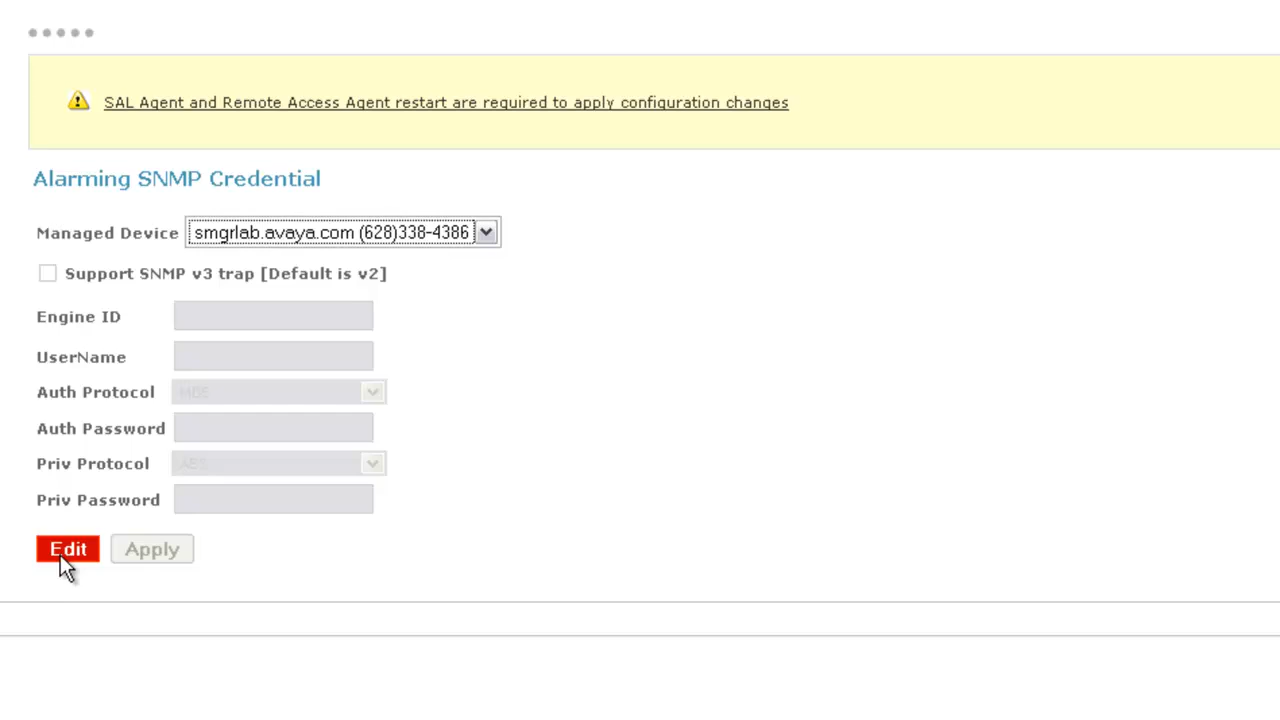 SAL Agent and Remote Access Agent restart are required to apply configuration changes
Alarming SNMP Credential
Managed Device smgrlab.avaya.com (628)338-4386
Support SNMP v3 trap [Default is v2]
Engine ID
UserName
Auth Protocol
Auth Password
Priv Protocol AES
Priv Password
Edit Apply